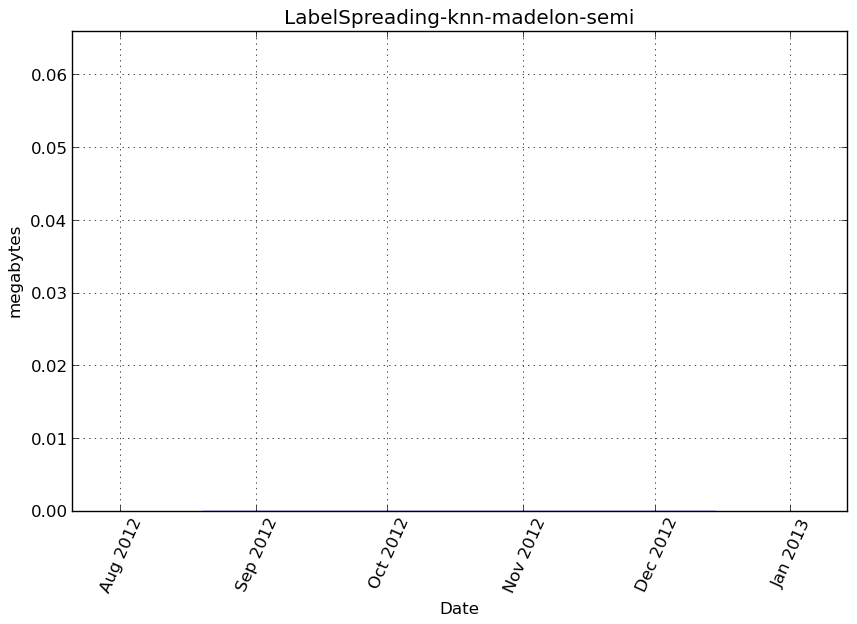 LabelSpreading-knn-madelon-semi
0.06
0.05
0.04
0.03
0.02
0.01
0.00
megabytes
Aug 2012
Sep 2012
Oct 2012
Nov 2012
Dec 2012
Jan 2013
Date